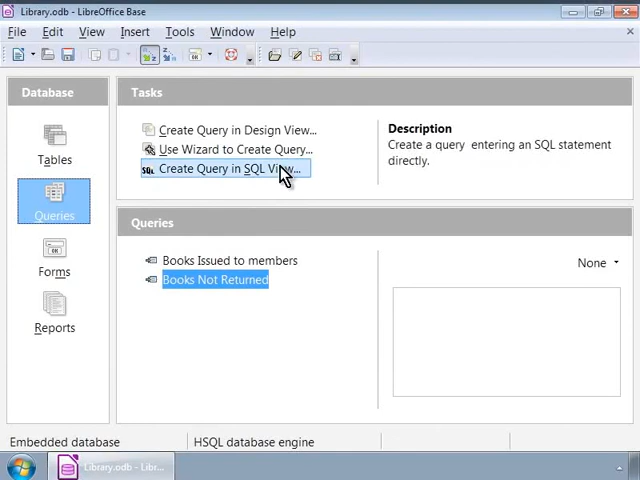 Library.odb - LibreOffice Base
File Edit View Insert Tools Window Help
Database
Tables
Queries
Forms
Reports
Tasks
Create Query in Design View...
Use Wizard to Create Query...
SQL Create Query in SQL View...
Description
Create a query entering an SQL statement
directly.
Queries
Books Issued to members
Books Not Returned
None
Embedded database
HSQL database engine
Library.odb - Libr...